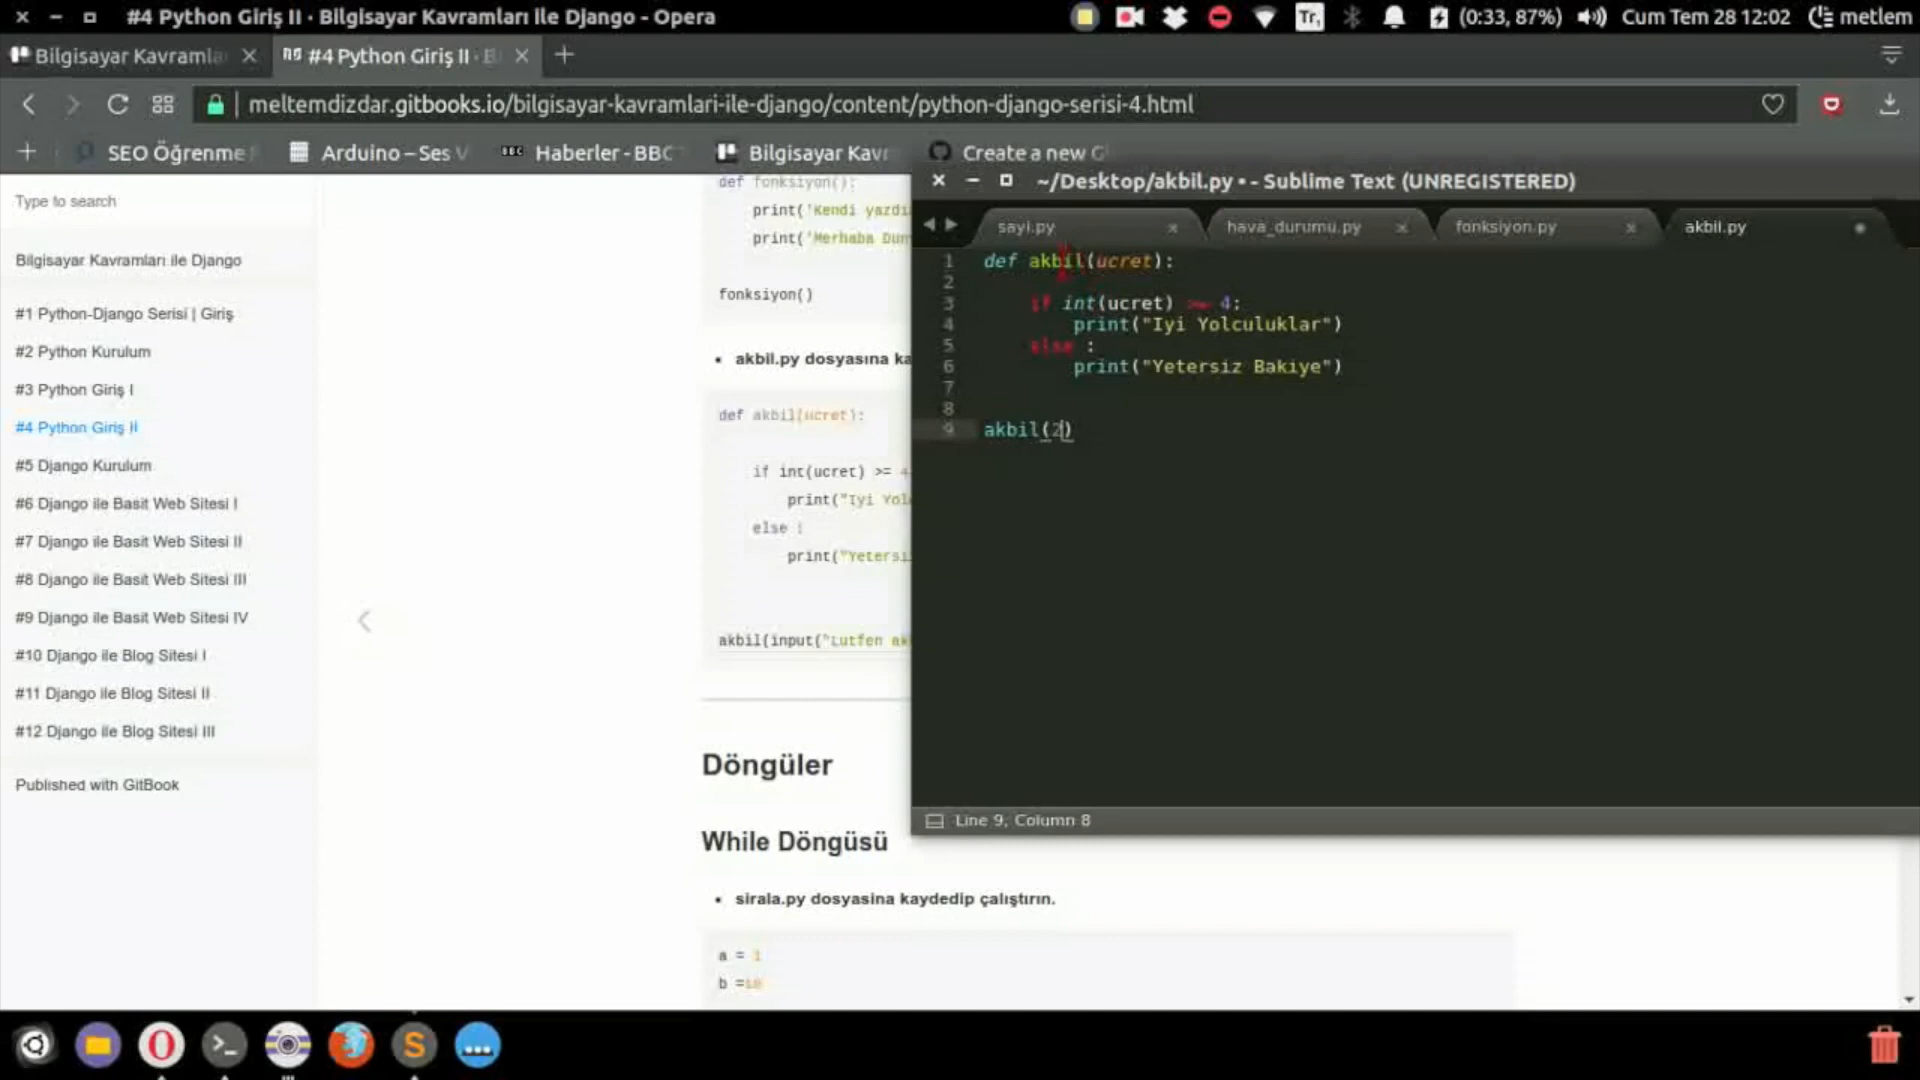 #4 Python Giriş II · Bilgisayar Kavramları ile Django - Opera
Tr
(0:33, 87%)
Cum Tem 28 12:02
metlem
Bilgisayar Kavramla
#4 Python Giriş II · B
meltemdizdar.gitbooks.io/bilgisayar-kavramlari-ile-django/content/python-django-serisi-4.html
SEO Öğrenme
Arduino – Ses V
BBC
Haberler - BBC
Bilgisayar Kavr
Create a new G
Type to search
Bilgisayar Kavramları ile Django
#1 Python-Django Serisi | Giriş
#2 Python Kurulum
#3 Python Giriş I
#4 Python Giriş II
#5 Django Kurulum
#6 Django ile Basit Web Sitesi I
#7 Django ile Basit Web Sitesi II
#8 Django ile Basit Web Sitesi III
#9 Django ile Basit Web Sitesi IV
#10 Django ile Blog Sitesi I
#11 Django ile Blog Sitesi II
#12 Django ile Blog Sitesi III
Published with GitBook
def fonksiyon():
print('Kendi yazdı
print('Merhaba Dun
fonksiyon()
• akbil.py dosyasına ka
def akbil(ucret):
if int(ucret) >= 4
print("Iyi Yol
else :
print("Yetersi
akbil(input("Lutfen ak
Döngüler
While Döngüsü
• sirala.py dosyasina kaydedip çalıştırın.
a = 1
b =10
~/Desktop/akbil.py • - Sublime Text (UNREGISTERED)
sayi.py
hava_durumu.py
fonksiyon.py
akbil.py
1 def akbil(ucret):
2
3 if int(ucret) >= 4:
4 print("Iyi Yolculuklar")
5 else :
6 print("Yetersiz Bakiye")
7
8
9 akbil(2)
Line 9, Column 8